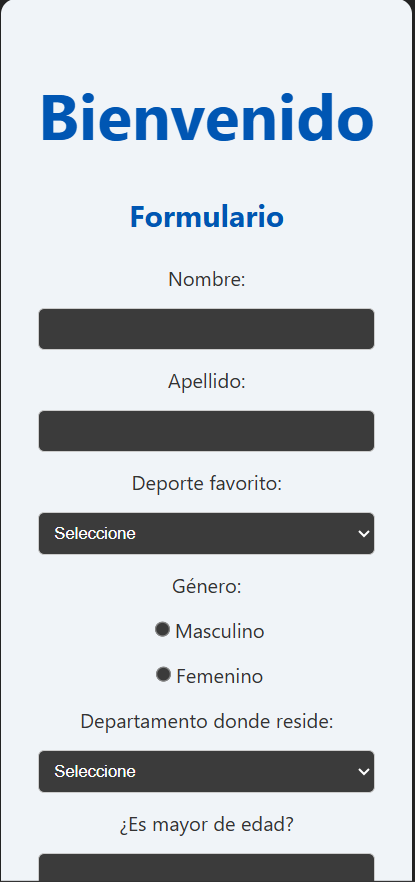 Bienvenido
Formulario
Nombre:
Apellido:
Deporte favorito:
Seleccione
Género:
Masculino
Femenino
Departamento donde reside:
Seleccione
¿Es mayor de edad?